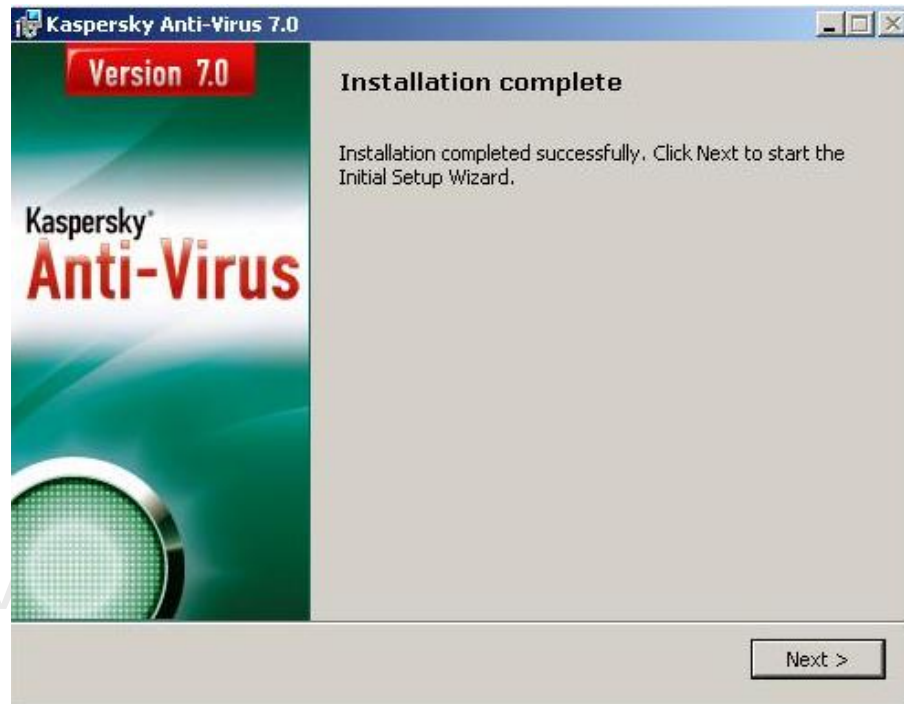 Kaspersky Anti-Virus 7.0
Version 7.0
Installation complete
Installation completed successfully. Click Next to start the
Initial Setup Wizard.
Kaspersky
Anti-Virus
Next >